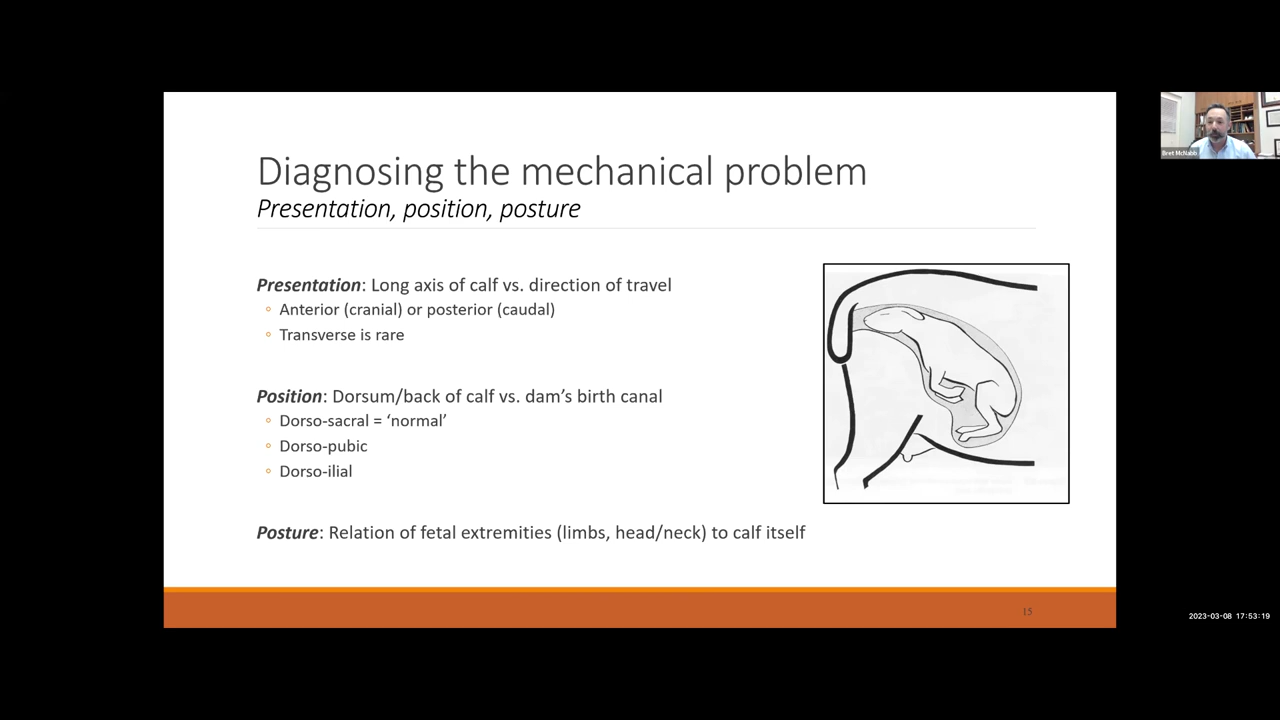 Diagnosing the mechanical problem
Presentation, position, posture
Presentation: Long axis of calf vs. direction of travel
◦ Anterior (cranial) or posterior (caudal)
◦ Transverse is rare
Position: Dorsum/back of calf vs. dam's birth canal
◦ Dorso-sacral = ‘normal’
◦ Dorso-pubic
◦ Dorso-ilial
Posture: Relation of fetal extremities (limbs, head/neck) to calf itself
15
Bret McNabb
2023-03-08 17:53:19